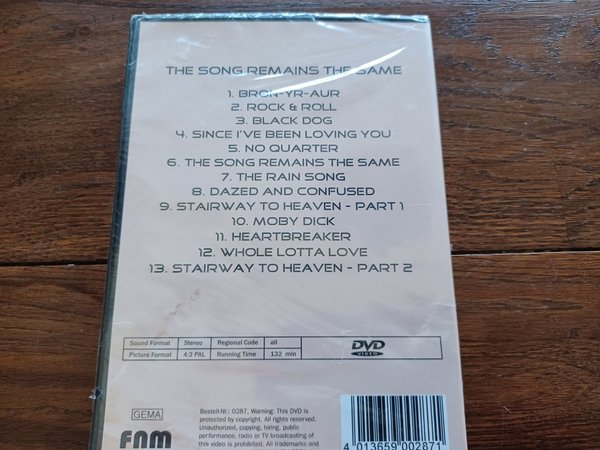 THE SONG REMAINS THE SAME
1. BRON-YR-AUR
2. ROCK & ROLL
3. BLACK DOG
4. SINCE I'VE BEEN LOVING YOU
5. NO QUARTER
6. THE SONG REMAINS THE SAME
7. THE RAIN SONG
8. DAZED AND CONFUSED
9. STAIRWAY TO HEAVEN - PART 1
10. MOBY DICK
11. HEARTBREAKER
12. WHOLE LOTTA LOVE
13. STAIRWAY TO HEAVEN - PART 2
Sound Format Stereo Regional Code all
Picture Format 4:3 PAL Running Time 132 min
DVD
VIDEO
GEMA
FNM
Bestell-Nr.: 0287, Warning: This DVD is
protected by copyright. All rights reserved.
Unauthorized, copying, hiring, public
performance, radio or TV broadcasting of
this video is prohibited. All trademarks and
4 013659 002871